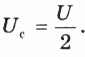 U_c = U/2.